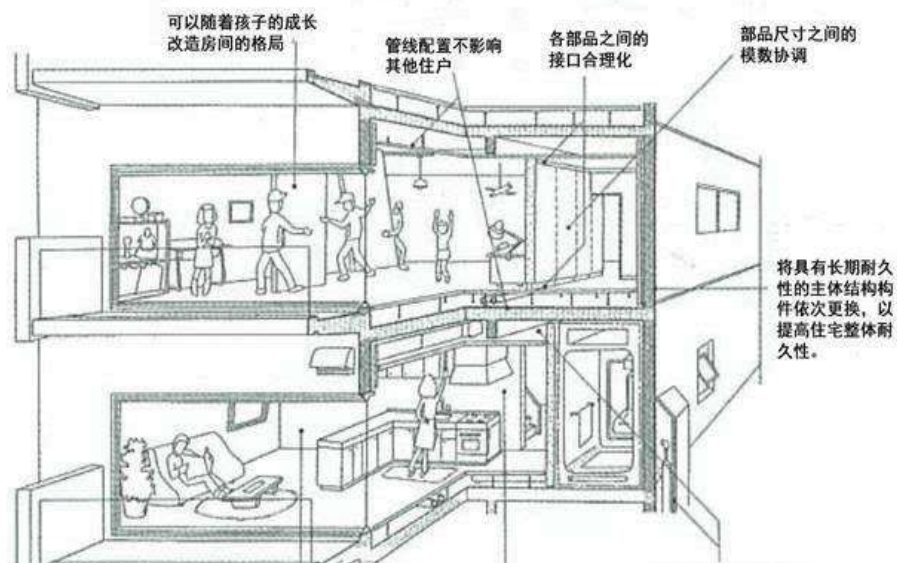 可以随着孩子的成长
改造房间的格局
管线配置不影响
其他住户
各部品之间的
接口合理化
部品尺寸之间的
模数协调
将具有长期耐久
性的主体结构构
件依次更换，以
提高住宅整体耐
久性。